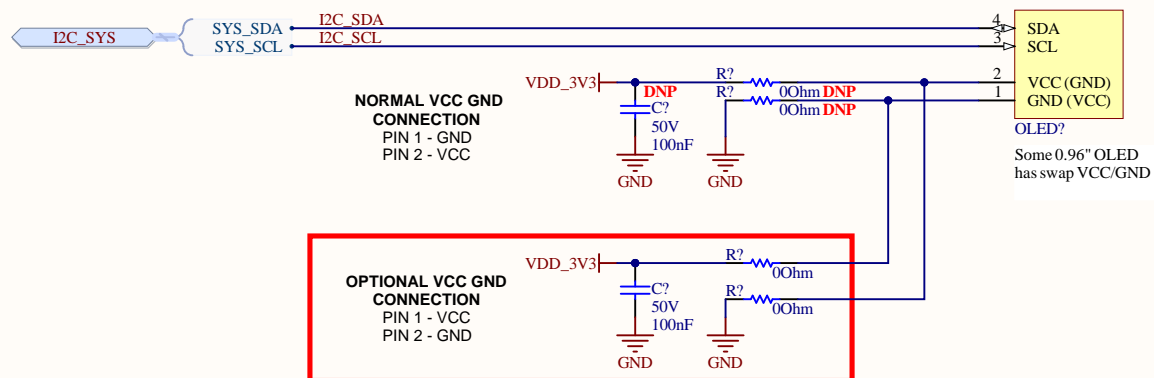 I2C_SYS
SYS_SDA
SYS_SCL
I2C_SDA
I2C_SCL
4
SDA
3
SCL
2
VCC (GND)
1
GND (VCC)
OLED?
Some 0.96" OLED
has swap VCC/GND
NORMAL VCC GND
CONNECTION
PIN 1 - GND
PIN 2 - VCC
VDD_3V3
DNP
C?
50V
100nF
GND
R?
0Ohm DNP
R?
0Ohm DNP
GND
OPTIONAL VCC GND
CONNECTION
PIN 1 - VCC
PIN 2 - GND
VDD_3V3
C?
50V
100nF
GND
R?
0Ohm
R?
0Ohm
GND